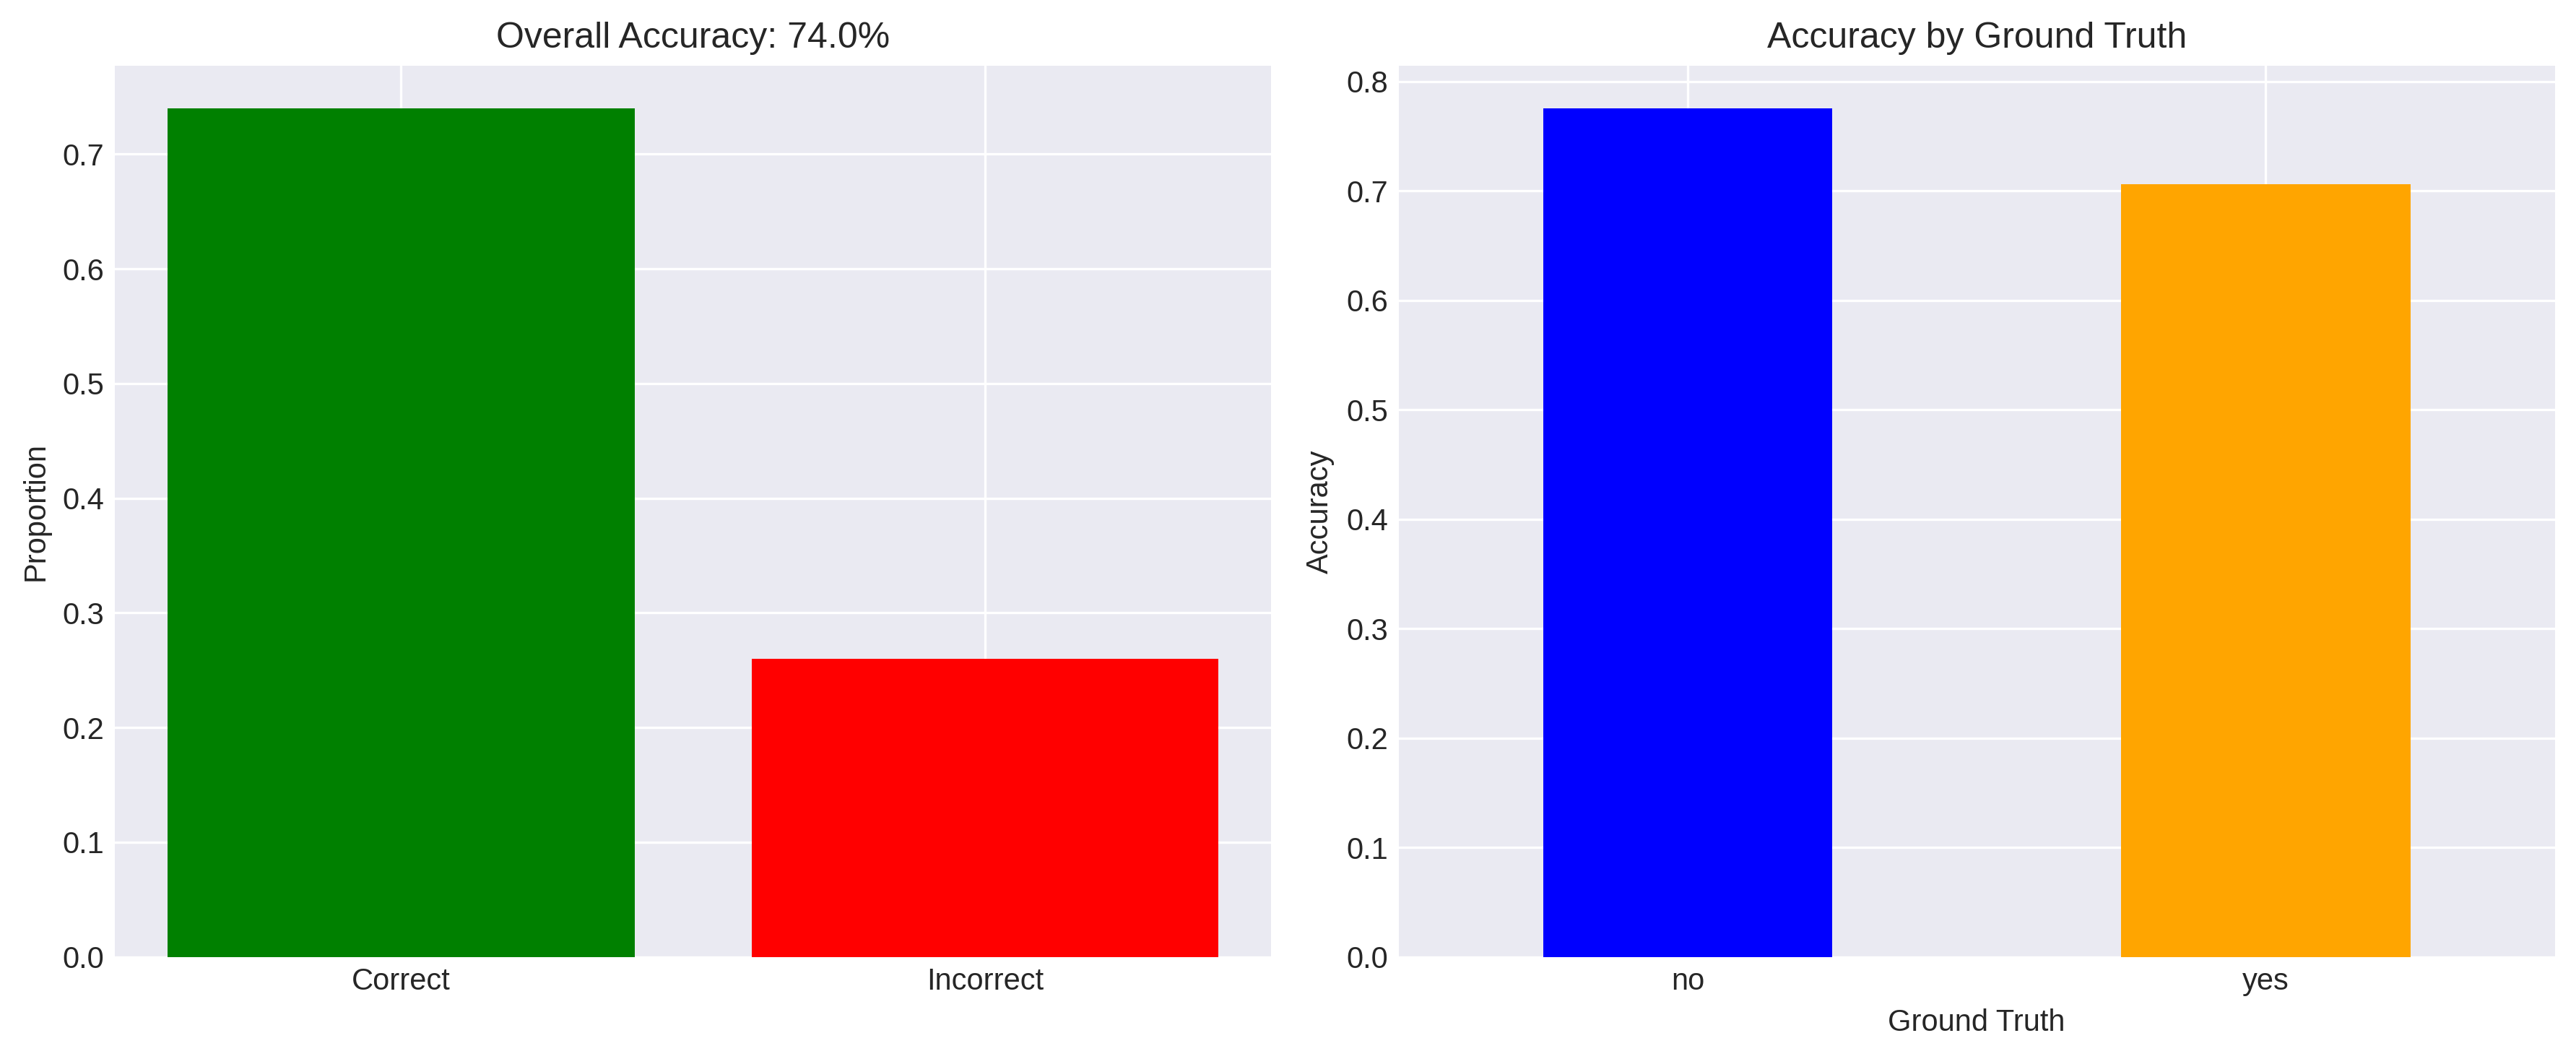 Overall Accuracy: 74.0%
Proportion
0.7
0.6
0.5
0.4
0.3
0.2
0.1
0.0
Correct Incorrect
Accuracy by Ground Truth
Accuracy
0.8
0.7
0.6
0.5
0.4
0.3
0.2
0.1
0.0
no yes
Ground Truth